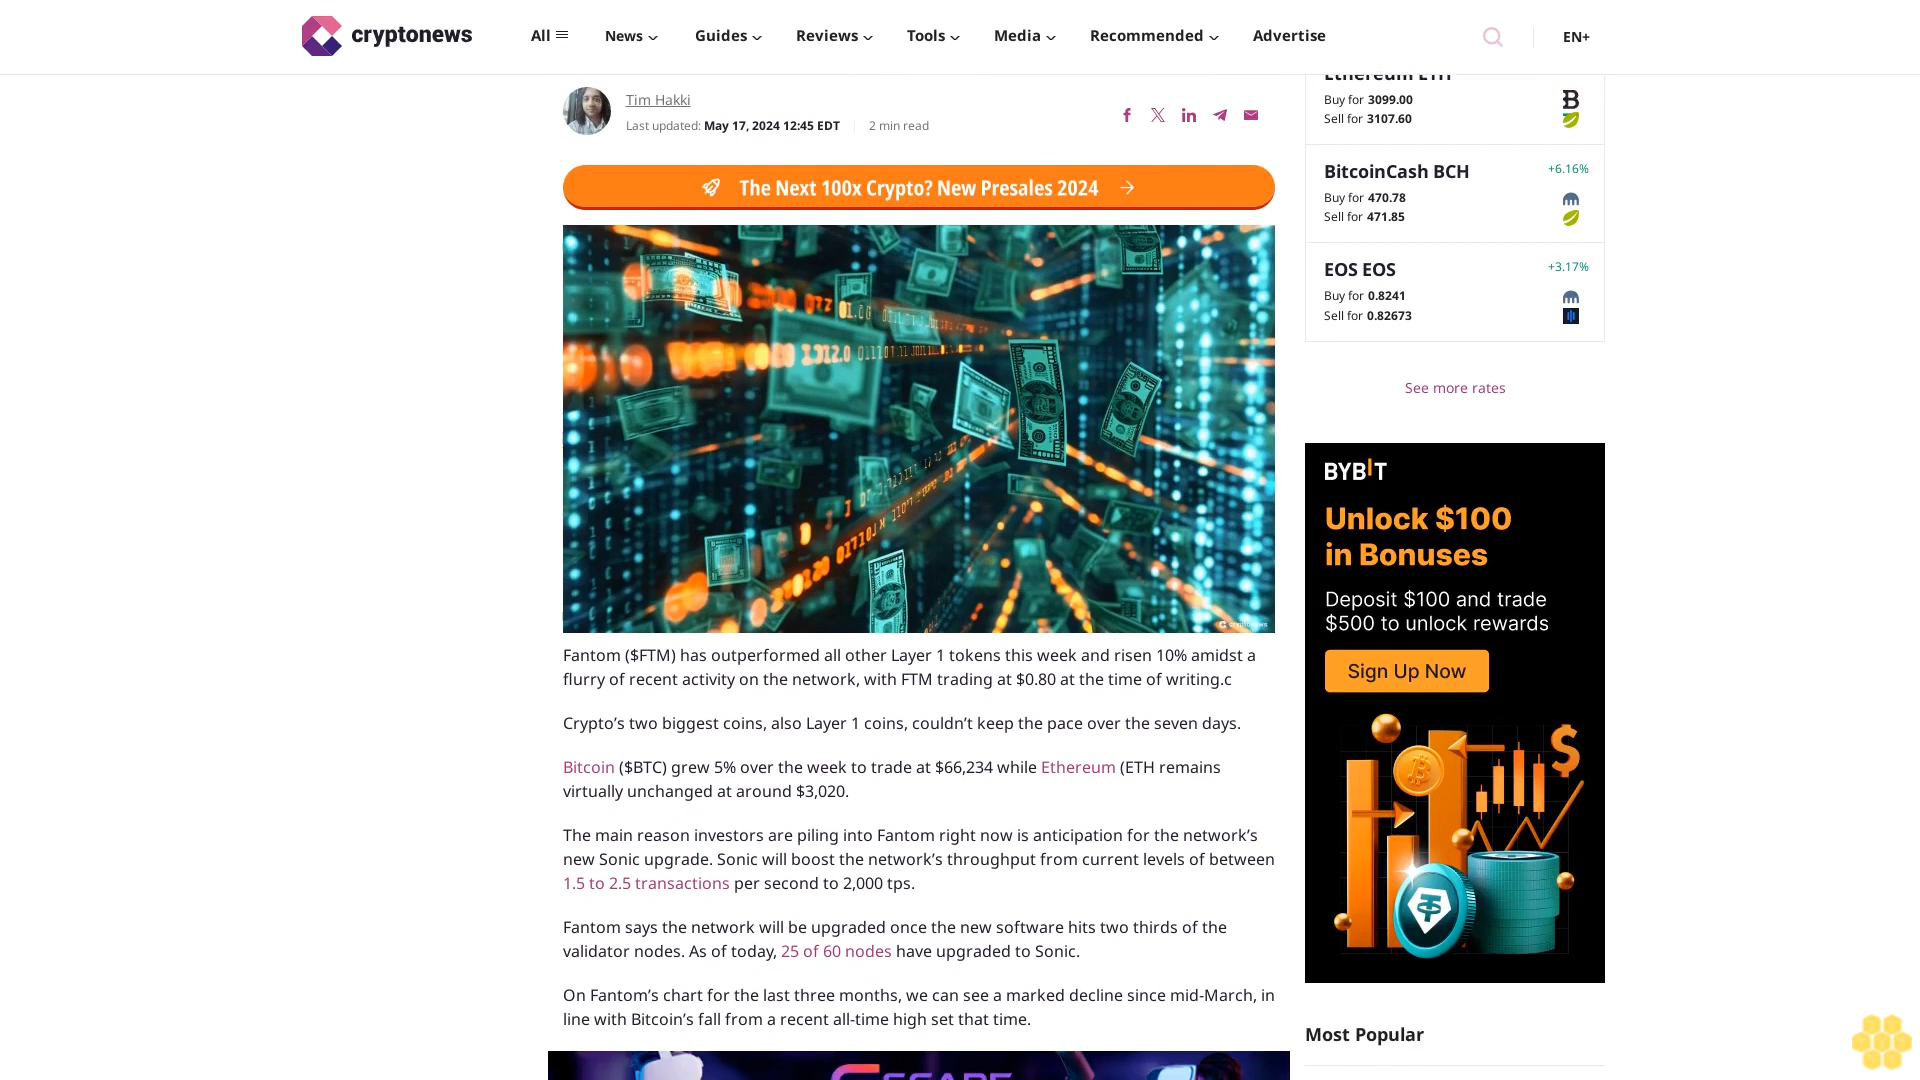 cryptonews
All
News
Guides
Reviews
Tools
Media
Recommended
Advertise
EN+
Tim Hakki
Last updated: May 17, 2024 12:45 EDT
2 min read
The Next 100x Crypto? New Presales 2024
Fantom ($FTM) has outperformed all other Layer 1 tokens this week and risen 10% amidst a
flurry of recent activity on the network, with FTM trading at $0.80 at the time of writing.c
Crypto’s two biggest coins, also Layer 1 coins, couldn’t keep the pace over the seven days.
Bitcoin ($BTC) grew 5% over the week to trade at $66,234 while Ethereum (ETH remains
virtually unchanged at around $3,020.
The main reason investors are piling into Fantom right now is anticipation for the network’s
new Sonic upgrade. Sonic will boost the network’s throughput from current levels of between
1.5 to 2.5 transactions per second to 2,000 tps.
Fantom says the network will be upgraded once the new software hits two thirds of the
validator nodes. As of today, 25 of 60 nodes have upgraded to Sonic.
On Fantom’s chart for the last three months, we can see a marked decline since mid-March, in
line with Bitcoin’s fall from a recent all-time high set that time.
Ethereum ETH
Buy for 3099.00
Sell for 3107.60
BitcoinCash BCH
+6.16%
Buy for 470.78
Sell for 471.85
EOS EOS
+3.17%
Buy for 0.8241
Sell for 0.82673
See more rates
BYBIT
Unlock $100
in Bonuses
Deposit $100 and trade
$500 to unlock rewards
Sign Up Now
Most Popular